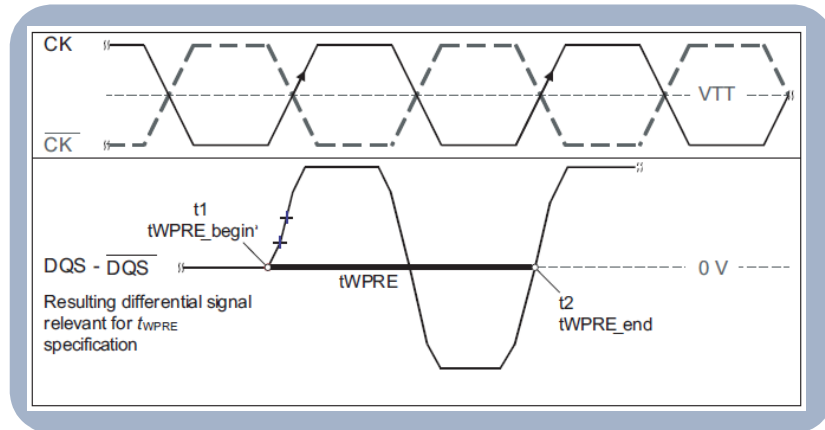 CK
VTT
CK
t1
tWPRE_begin'
DQS - DQS
0 V
tWPRE
Resulting differential signal
relevant for tWPRE
specification
t2
tWPRE_end